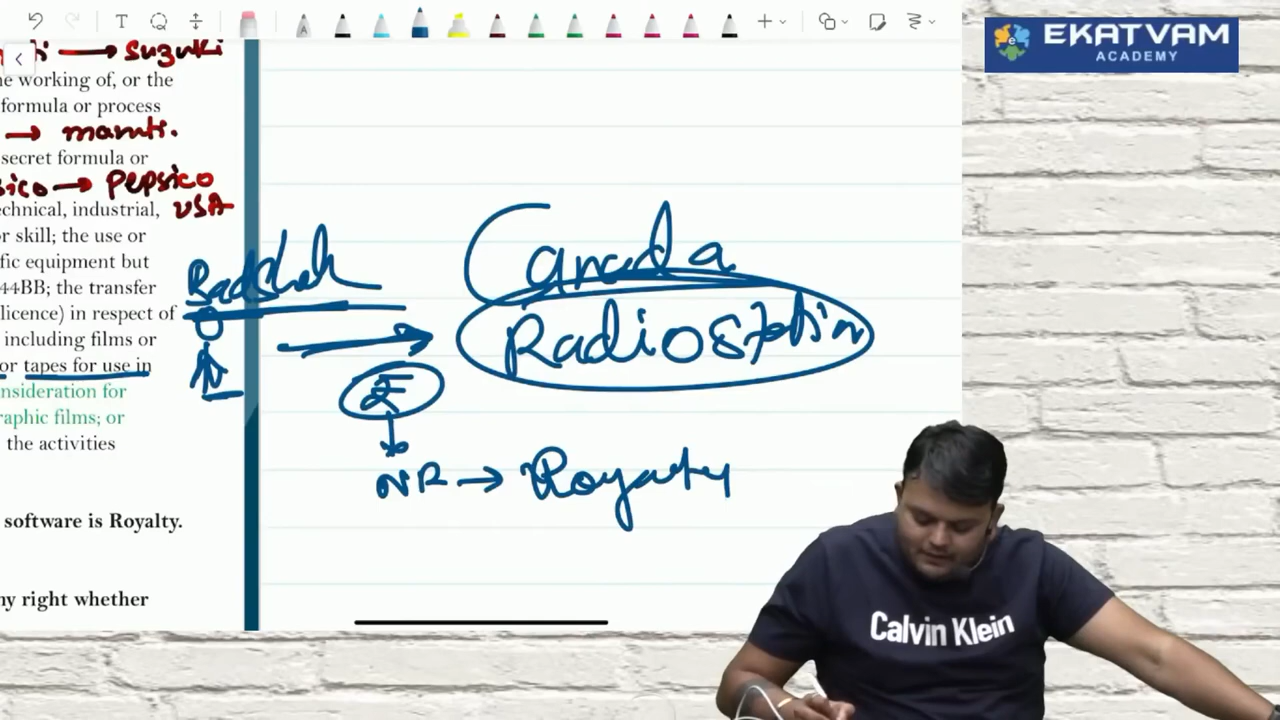 EKATVAM
ACADEMY
→ Suzuki
e working of, or the
formula or process
→ maruti.
secret formula or
sico → Pepsico
USA
echnical, industrial,
r skill; the use or
fic equipment but
44BB; the transfer
licence) in respect of
including films or
or tapes for use in
nsideration for
raphic films; or
the activities
software is Royalty.
ny right whether
Badshah
Canada
Radiostation
₹
NR → Royalty
Calvin Klein